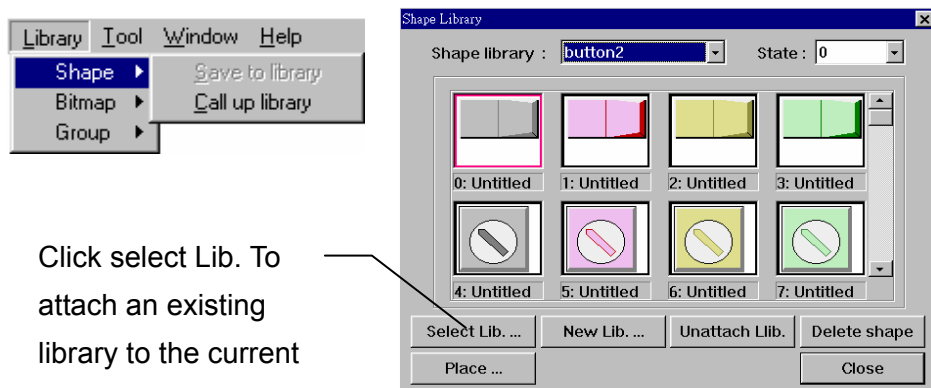 Library Tool Window Help
Shape
Save to library
Bitmap
Call up library
Group
Click select Lib. To
attach an existing
library to the current
Shape Library
Shape library : button2 State : 0
0: Untitled 1: Untitled 2: Untitled 3: Untitled
4: Untitled 5: Untitled 6: Untitled 7: Untitled
Select Lib. ... New Lib. ... Unattach Llib. Delete shape
Place ... Close